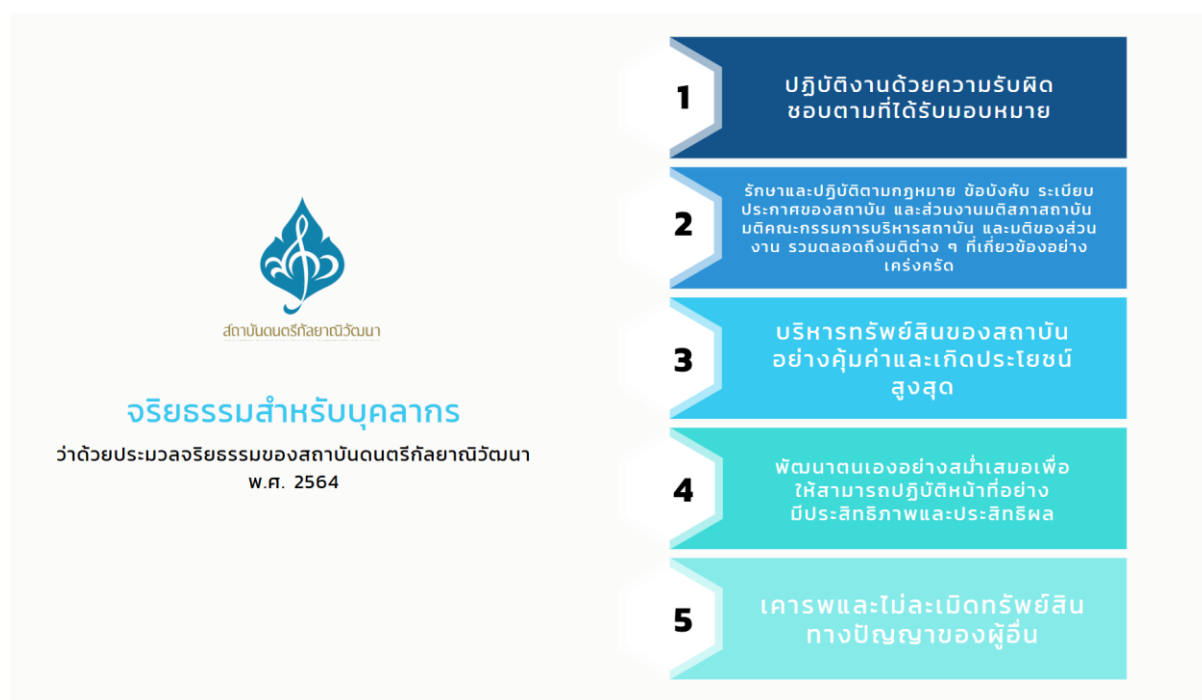 สถาบันดนตรีกัลยาณิวัฒนา
จริยธรรมสำหรับบุคลากร
ว่าด้วยประมวลจริยธรรมของสถาบันดนตรีกัลยาณิวัฒนา
พ.ศ. 2564
1
ปฏิบัติงานด้วยความรับผิด
ชอบตามที่ได้รับมอบหมาย
2
รักษาและปฏิบัติตามกฎหมาย ข้อบังคับ ระเบียบ
ประกาศของสถาบัน และส่วนงานมติสภาสถาบัน
มติคณะกรรมการบริหารสถาบัน และมติของส่วน
งาน รวมตลอดถึงมติต่าง ๆ ที่เกี่ยวข้องอย่าง
เคร่งครัด
3
บริหารทรัพย์สินของสถาบัน
อย่างคุ้มค่าและเกิดประโยชน์
สูงสุด
4
พัฒนาตนเองอย่างสม่ำเสมอเพื่อ
ให้สามารถปฏิบัติหน้าที่อย่าง
มีประสิทธิภาพและประสิทธิผล
5
เคารพและไม่ละเมิดทรัพย์สิน
ทางปัญญาของผู้อื่น